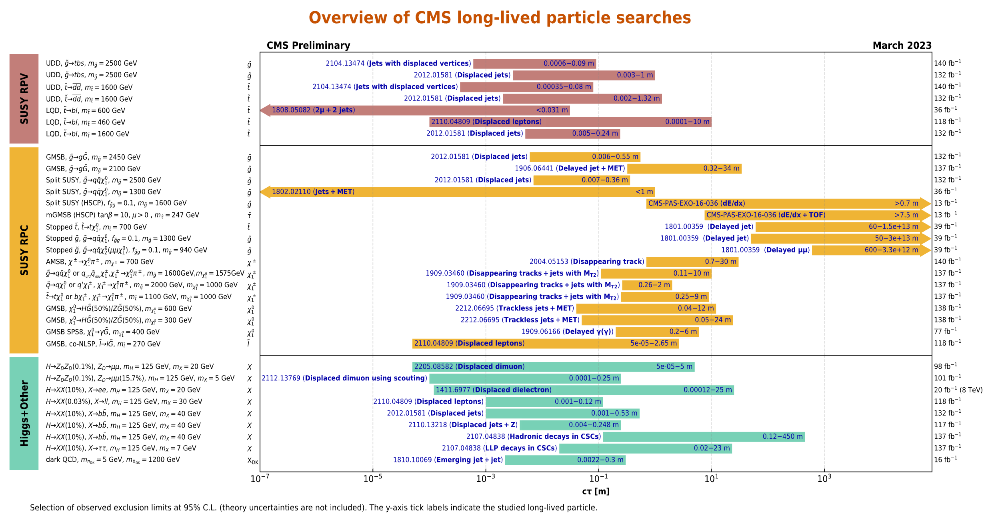 Overview of CMS long-lived particle searches
CMS Preliminary March 2023
SUSY RPV
UDD, g̃→tbs, m_g̃ = 2500 GeV g̃ 2104.13474 (Jets with displaced vertices) 0.0006−0.09 m 140 fb⁻¹
UDD, g̃→tbs, m_g̃ = 2500 GeV g̃ 2012.01581 (Displaced jets) 0.003−1 m 132 fb⁻¹
UDD, t̃→d̅d̅, m_t̃ = 1600 GeV t̃ 2104.13474 (Jets with displaced vertices) 0.00035−0.08 m 140 fb⁻¹
UDD, t̃→d̅d̅, m_t̃ = 1600 GeV t̃ 2012.01581 (Displaced jets) 0.002−1.32 m 132 fb⁻¹
LQD, t̃→bl, m_t̃ = 600 GeV t̃ 1808.05082 (2μ + 2 jets) <0.031 m 36 fb⁻¹
LQD, t̃→bl, m_t̃ = 460 GeV t̃ 2110.04809 (Displaced leptons) 0.0001−10 m 118 fb⁻¹
LQD, t̃→bl, m_t̃ = 1600 GeV t̃ 2012.01581 (Displaced jets) 0.005−0.24 m 132 fb⁻¹
SUSY RPC
GMSB, g̃→gG̃, m_g̃ = 2450 GeV g̃ 2012.01581 (Displaced jets) 0.006−0.55 m 132 fb⁻¹
GMSB, g̃→gG̃, m_g̃ = 2100 GeV g̃ 1906.06441 (Delayed jet + MET) 0.32−34 m 137 fb⁻¹
Split SUSY, g̃→qq̄χ₁⁰, m_g̃ = 2500 GeV g̃ 2012.01581 (Displaced jets) 0.007−0.36 m 132 fb⁻¹
Split SUSY, g̃→qq̄χ₁⁰, m_g̃ = 1300 GeV g̃ 1802.02110 (Jets + MET) <1 m 36 fb⁻¹
Split SUSY (HSCP), f_g̃g = 0.1, m_g̃ = 1600 GeV g̃ CMS-PAS-EXO-16-036 (dE/dx) >0.7 m 13 fb⁻¹
mGMSB (HSCP) tanβ = 10, μ > 0 , m_τ̃ = 247 GeV τ̃ CMS-PAS-EXO-16-036 (dE/dx + TOF) >7.5 m 13 fb⁻¹
Stopped t̃, t̃→tχ₁⁰, m_t̃ = 700 GeV t̃ 1801.00359 (Delayed jet) 60−1.5e+13 m 39 fb⁻¹
Stopped g̃, g̃→qq̄χ₁⁰, f_g̃g = 0.1, m_g̃ = 1300 GeV g̃ 1801.00359 (Delayed jet) 50−3e+13 m 39 fb⁻¹
Stopped g̃, g̃→qq̄χ₂⁰(μμχ₁⁰), f_g̃g = 0.1, m_g̃ = 940 GeV g̃ 1801.00359 (Delayed μμ) 600−3.3e+12 m 39 fb⁻¹
AMSB, χ^±→χ₁⁰π^±, m_χ^± = 700 GeV χ^± 2004.05153 (Disappearing track) 0.7−30 m 140 fb⁻¹
g̃→qq̄χ₁⁰ or q_u/d q̄_d/u χ₁^±,χ₁^±→χ₁⁰π^±, m_g̃ = 1600GeV,m_χ₁⁰ = 1575GeV χ₁^± 1909.03460 (Disappearing tracks + jets with M_T2) 0.11−10 m 137 fb⁻¹
q̃→qχ₁⁰ or q′χ₁^±, χ₁^±→χ₁⁰π^±, m_q̃ = 2000 GeV, m_χ₁⁰ = 1000 GeV χ₁^± 1909.03460 (Disappearing tracks + jets with M_T2) 0.26−2 m 137 fb⁻¹
t̃→tχ₁⁰ or bχ₁^±, χ₁^±→χ₁⁰π^±, m_t̃ = 1100 GeV, m_χ₁⁰ = 1000 GeV χ₁^± 1909.03460 (Disappearing tracks + jets with M_T2) 0.25−9 m 137 fb⁻¹
GMSB, χ₁⁰→HG̃(50%)/ZG̃(50%), m_χ₁⁰ = 600 GeV χ₁⁰ 2212.06695 (Trackless jets + MET) 0.04−12 m 138 fb⁻¹
GMSB, χ₁⁰→HG̃(50%)/ZG̃(50%), m_χ₁⁰ = 300 GeV χ₁⁰ 2212.06695 (Trackless jets + MET) 0.05−24 m 138 fb⁻¹
GMSB SPS8, χ₁⁰→γG̃, m_χ₁⁰ = 400 GeV χ₁⁰ 1909.06166 (Delayed γ(γ)) 0.2−6 m 77 fb⁻¹
GMSB, co-NLSP, l̃→lG̃, m_l̃ = 270 GeV l̃ 2110.04809 (Displaced leptons) 5e-05−2.65 m 118 fb⁻¹
Higgs+Other
H→Z_DZ_D(0.1%), Z_D→μμ, m_H = 125 GeV, m_X = 20 GeV X 2205.08582 (Displaced dimuon) 5e-05−5 m 98 fb⁻¹
H→Z_DZ_D(0.1%), Z_D→μμ(15.7%), m_H = 125 GeV, m_X = 5 GeV X 2112.13769 (Displaced dimuon using scouting) 0.0001−0.25 m 101 fb⁻¹
H→XX(10%), X→ee, m_H = 125 GeV, m_X = 20 GeV X 1411.6977 (Displaced dielectron) 0.00012−25 m 20 fb⁻¹ (8 TeV)
H→XX(0.03%), X→ll, m_H = 125 GeV, m_X = 30 GeV X 2110.04809 (Displaced leptons) 0.001−0.12 m 118 fb⁻¹
H→XX(10%), X→bb̄, m_H = 125 GeV, m_X = 40 GeV X 2012.01581 (Displaced jets) 0.001−0.53 m 132 fb⁻¹
H→XX(10%), X→bb̄, m_H = 125 GeV, m_X = 40 GeV X 2110.13218 (Displaced jets + Z) 0.004−0.248 m 117 fb⁻¹
H→XX(10%), X→bb̄, m_H = 125 GeV, m_X = 40 GeV X 2107.04838 (Hadronic decays in CSCs) 0.12−450 m 137 fb⁻¹
H→XX(10%), X→ττ, m_H = 125 GeV, m_X = 7 GeV X 2107.04838 (LLP decays in CSCs) 0.02−23 m 137 fb⁻¹
dark QCD, m_π_DK = 5 GeV, m_X_DK = 1200 GeV X_DK 1810.10069 (Emerging jet + jet) 0.0022−0.3 m 16 fb⁻¹
10⁻⁷ 10⁻⁵ 10⁻³ 10⁻¹ 10¹ 10³
cτ [m]
Selection of observed exclusion limits at 95% C.L. (theory uncertainties are not included). The y-axis tick labels indicate the studied long-lived particle.